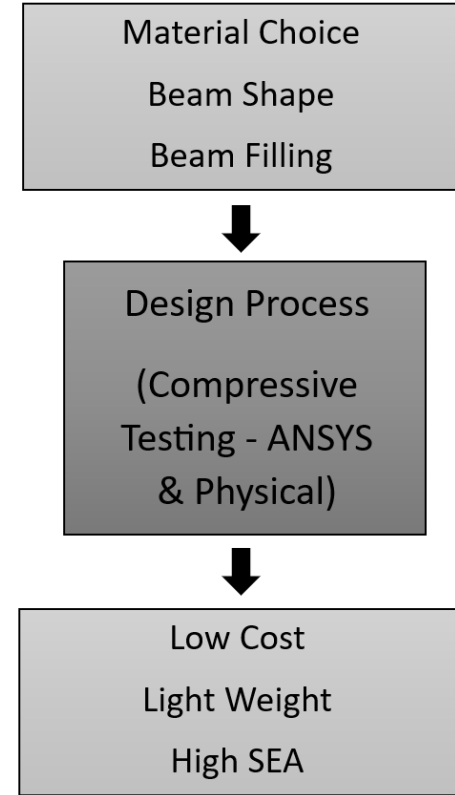 Material Choice
Beam Shape
Beam Filling
Design Process
(Compressive
Testing - ANSYS
& Physical)
Low Cost
Light Weight
High SEA